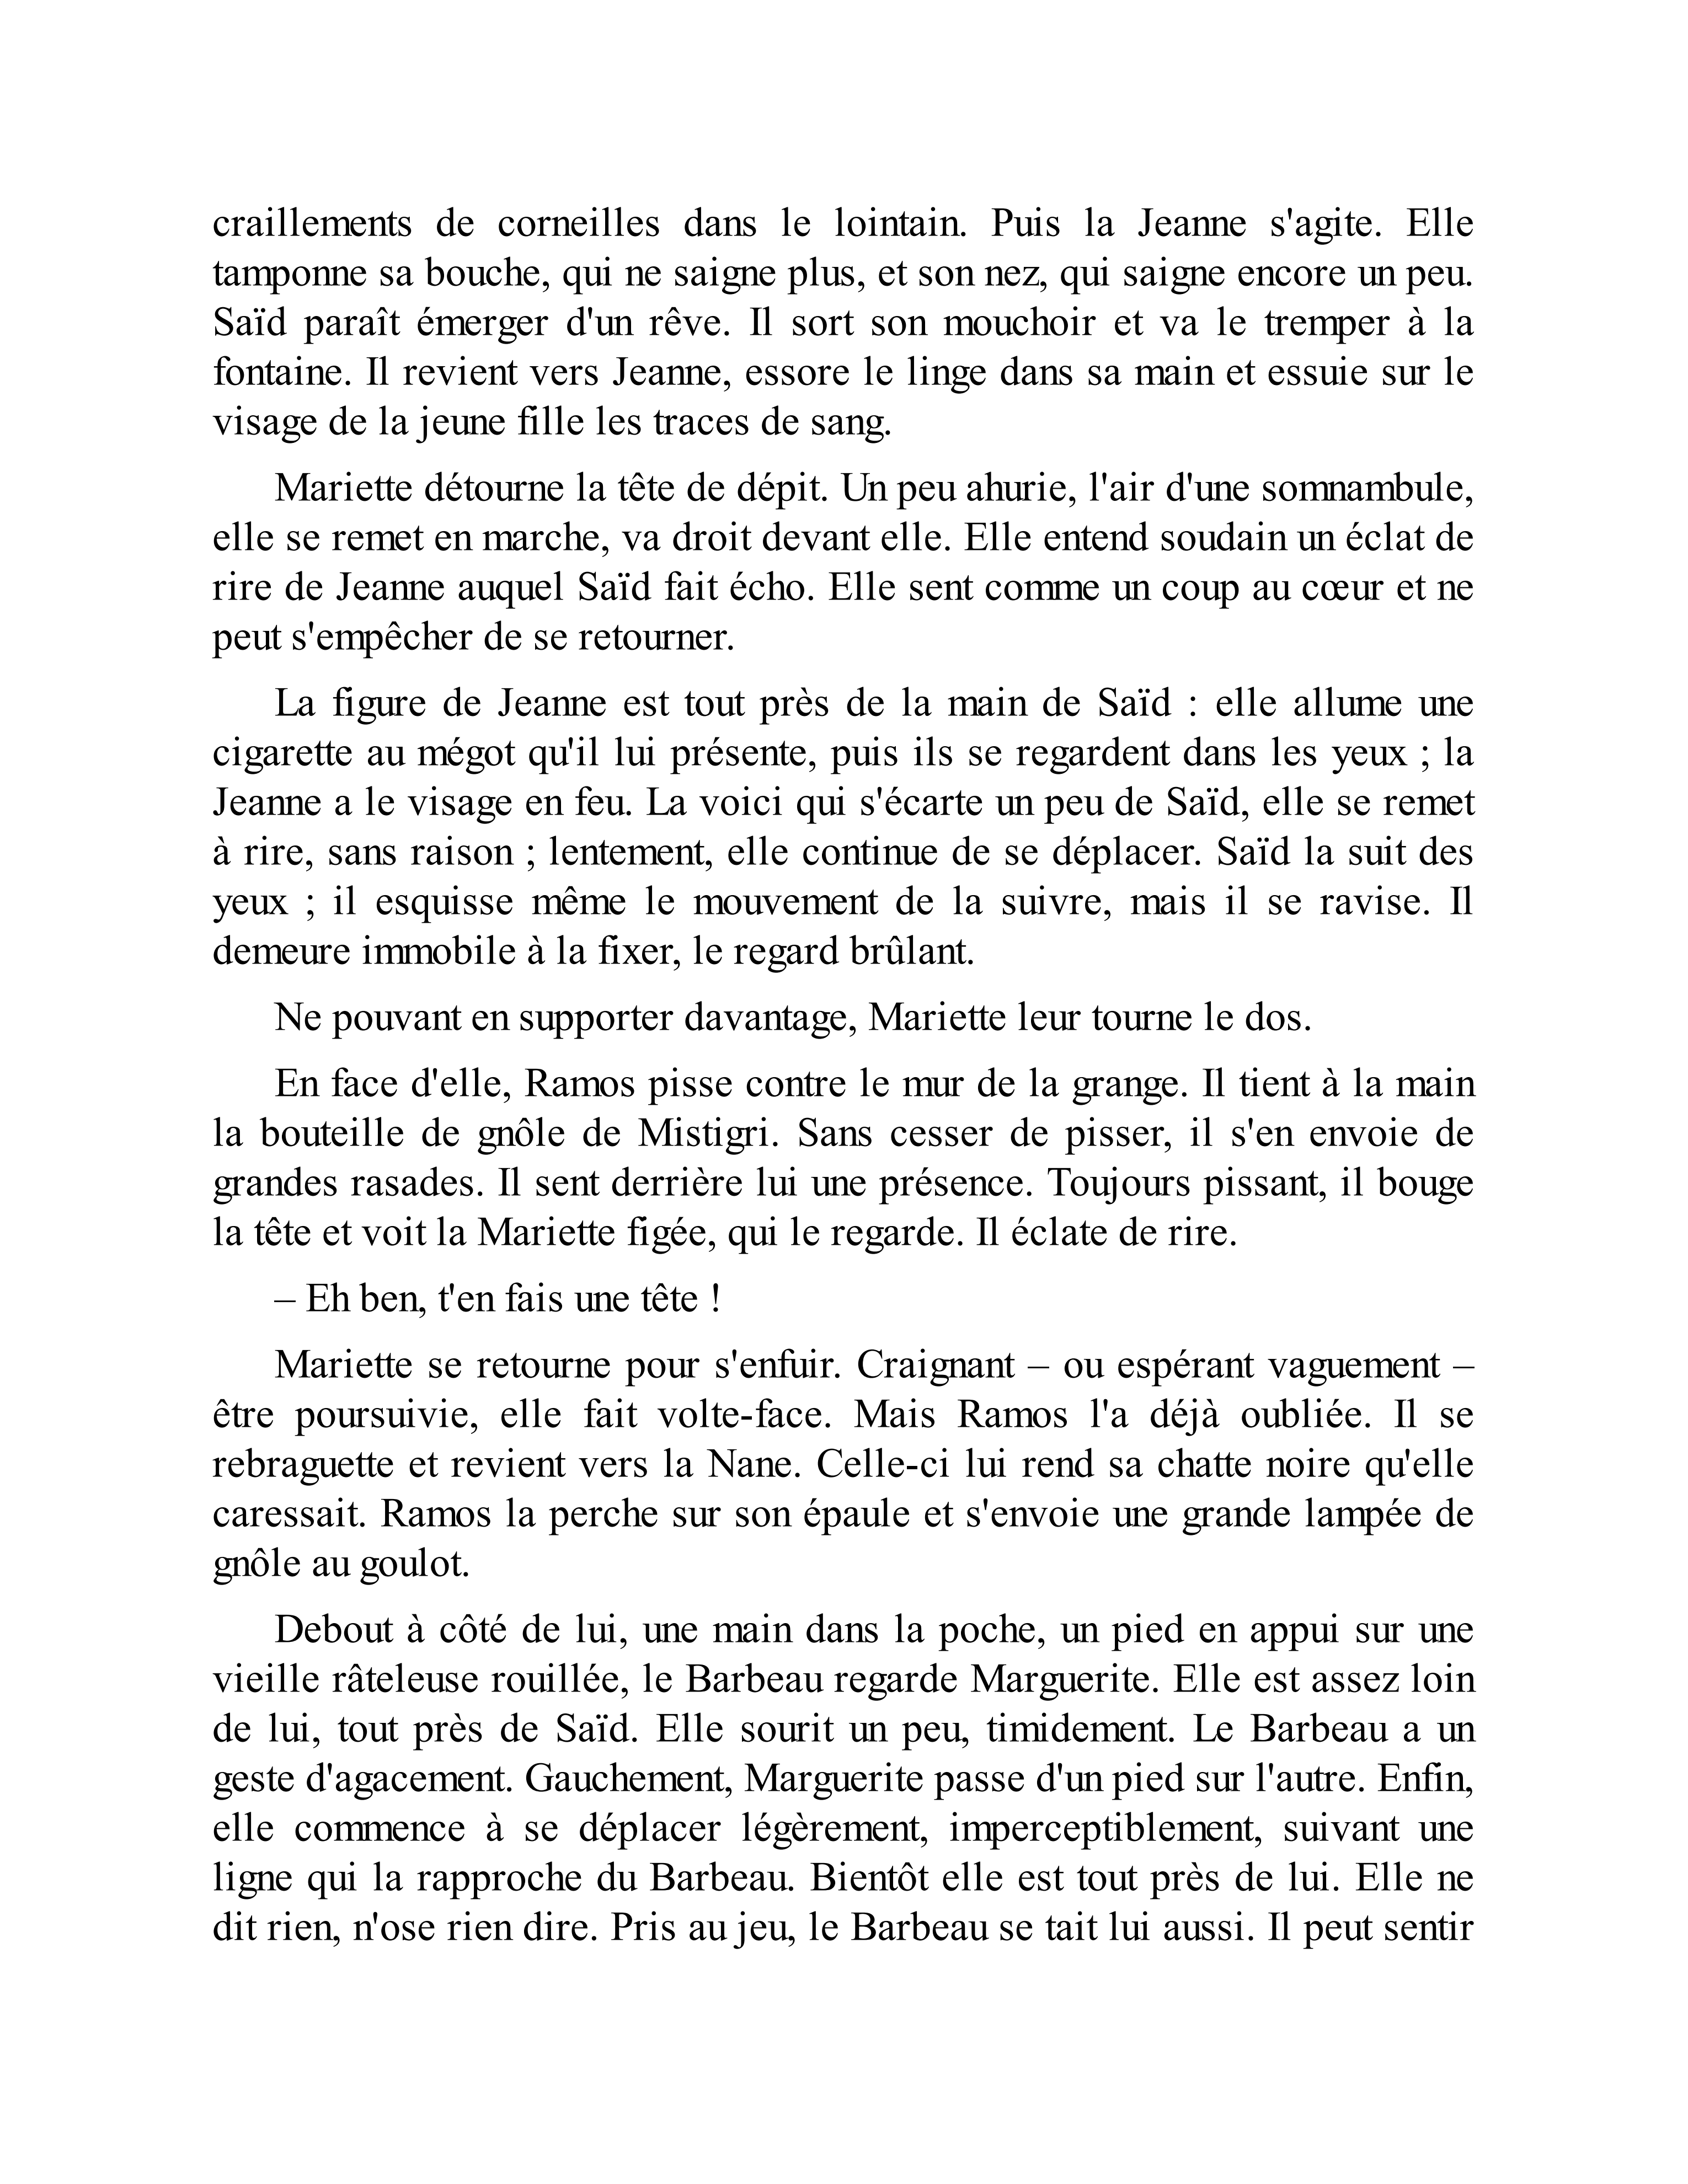 craillements de corneilles dans le lointain. Puis la Jeanne s'agite. Elle
tamponne sa bouche, qui ne saigne plus, et son nez, qui saigne encore un peu.
Saïd paraît émerger d'un rêve. Il sort son mouchoir et va le tremper à la
fontaine. Il revient vers Jeanne, essore le linge dans sa main et essuie sur le
visage de la jeune fille les traces de sang.
Mariette détourne la tête de dépit. Un peu ahurie, l'air d'une somnambule,
elle se remet en marche, va droit devant elle. Elle entend soudain un éclat de
rire de Jeanne auquel Saïd fait écho. Elle sent comme un coup au cœur et ne
peut s'empêcher de se retourner.
La figure de Jeanne est tout près de la main de Saïd : elle allume une
cigarette au mégot qu'il lui présente, puis ils se regardent dans les yeux ; la
Jeanne a le visage en feu. La voici qui s'écarte un peu de Saïd, elle se remet
à rire, sans raison ; lentement, elle continue de se déplacer. Saïd la suit des
yeux ; il esquisse même le mouvement de la suivre, mais il se ravise. Il
demeure immobile à la fixer, le regard brûlant.
Ne pouvant en supporter davantage, Mariette leur tourne le dos.
En face d'elle, Ramos pisse contre le mur de la grange. Il tient à la main
la bouteille de gnôle de Mistigri. Sans cesser de pisser, il s'en envoie de
grandes rasades. Il sent derrière lui une présence. Toujours pissant, il bouge
la tête et voit la Mariette figée, qui le regarde. Il éclate de rire.
– Eh ben, t'en fais une tête !
Mariette se retourne pour s'enfuir. Craignant – ou espérant vaguement –
être poursuivie, elle fait volte-face. Mais Ramos l'a déjà oubliée. Il se
rebraguette et revient vers la Nane. Celle-ci lui rend sa chatte noire qu'elle
caressait. Ramos la perche sur son épaule et s'envoie une grande lampée de
gnôle au goulot.
Debout à côté de lui, une main dans la poche, un pied en appui sur une
vieille râteleuse rouillée, le Barbeau regarde Marguerite. Elle est assez loin
de lui, tout près de Saïd. Elle sourit un peu, timidement. Le Barbeau a un
geste d'agacement. Gauchement, Marguerite passe d'un pied sur l'autre. Enfin,
elle commence à se déplacer légèrement, imperceptiblement, suivant une
ligne qui la rapproche du Barbeau. Bientôt elle est tout près de lui. Elle ne
dit rien, n'ose rien dire. Pris au jeu, le Barbeau se tait lui aussi. Il peut sentir